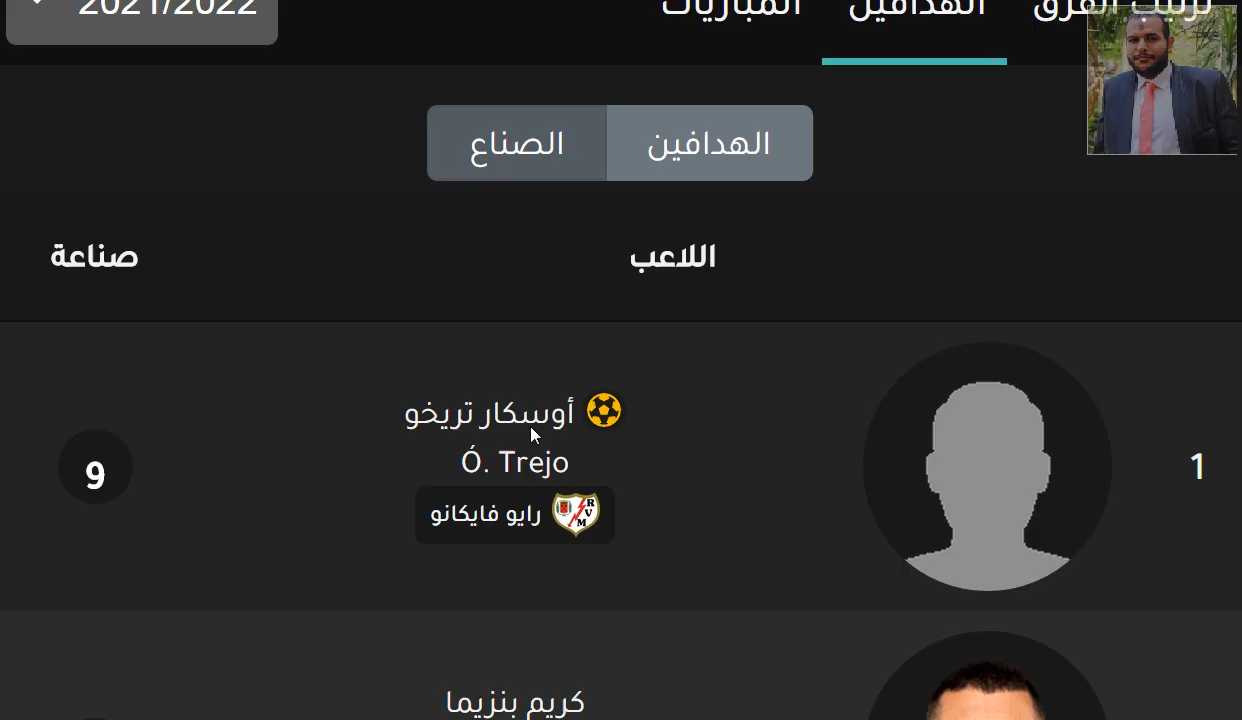 ترتيب الفرق الهدافين المباريات 2021/2022
الهدافين الصناع
اللاعب صناعة
1
أوسكار تريخو
Ó. Trejo
رايو فايكانو
9
كريم بنزيما